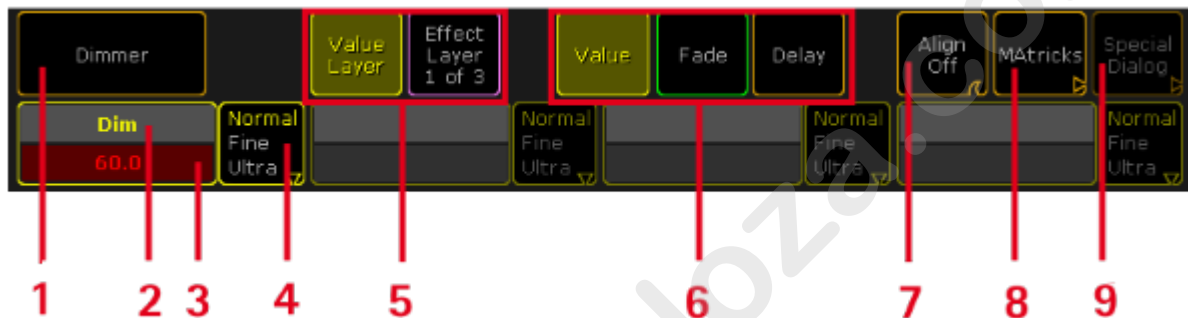 Dimmer
Value
Layer
Effect
Layer
1 of 3
Value
Fade
Delay
Align
Off
MAtricks
Special
Dialog
Dim
60.0
Normal
Fine
Ultra
Normal
Fine
Ultra
Normal
Fine
Ultra
Normal
Fine
Ultra
1 2 3 4 5 6 7 8 9
loza.co